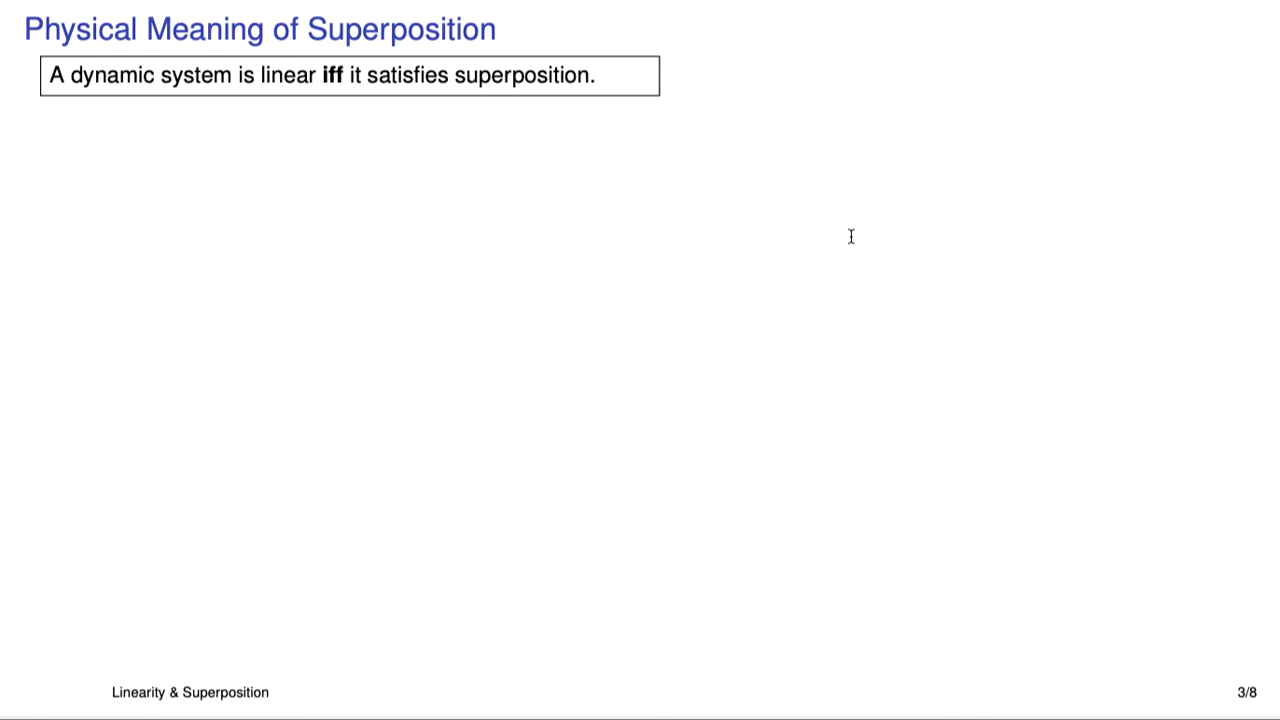 Physical Meaning of Superposition
A dynamic system is linear iff it satisfies superposition.
Linearity & Superposition
3/8